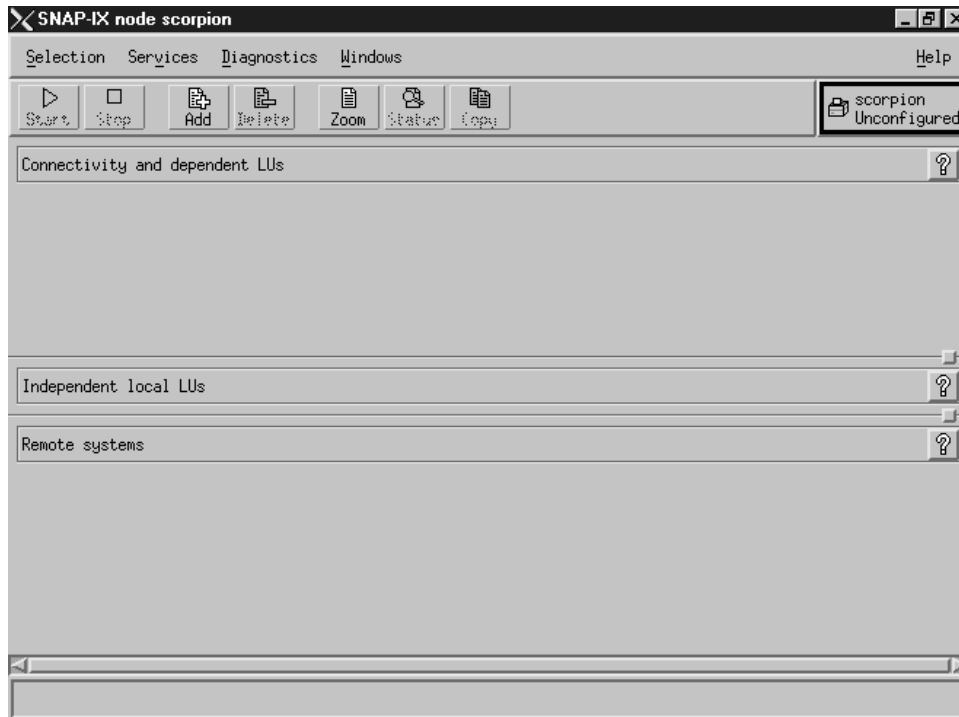 SNAP-IX node scorpion
Selection Services Diagnostics Windows Help
Start Stop Add Delete Zoom Status Copy
scorpion
Unconfigured
Connectivity and dependent LUs
Independent local LUs
Remote systems